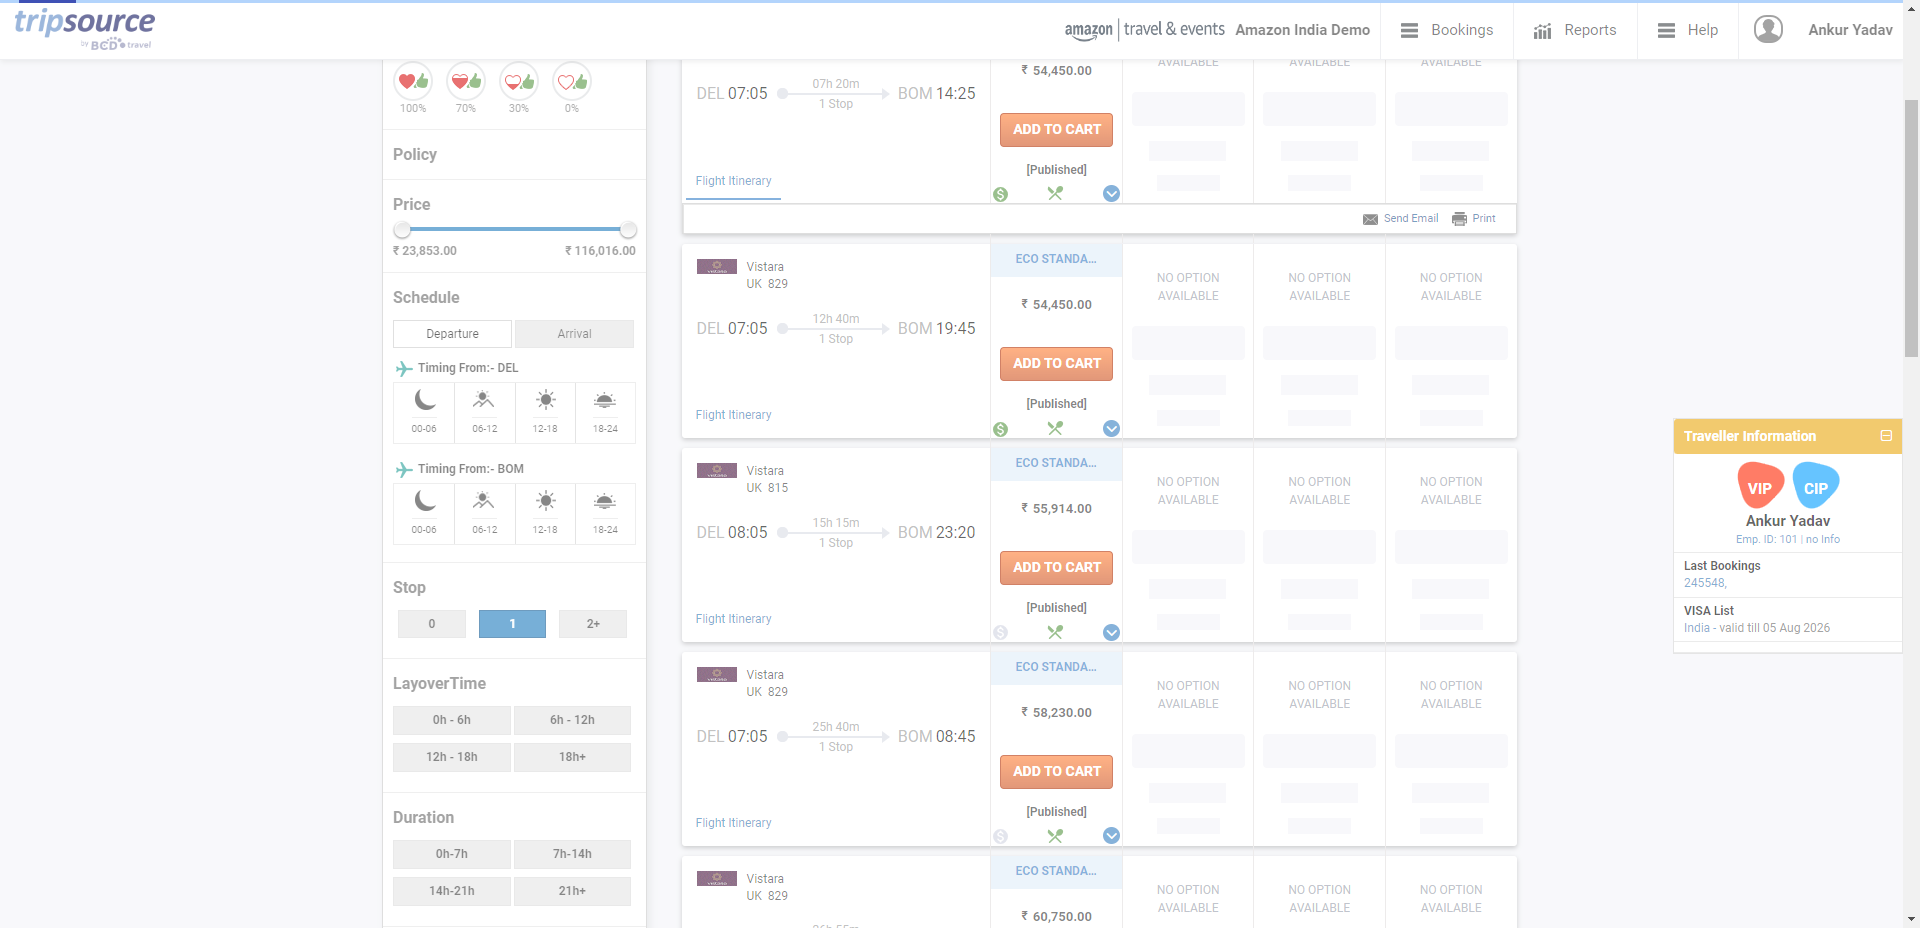 tripsource
by BCD travel
amazon travel & events
Amazon India Demo
Bookings
Reports
Help
Ankur Yadav
100%
70%
30%
0%
Policy
Price
₹ 23,853.00
₹ 116,016.00
Schedule
Departure
Arrival
Timing From:- DEL
00-06
06-12
12-18
18-24
Timing From:- BOM
00-06
06-12
12-18
18-24
Stop
0
1
2+
LayoverTime
0h - 6h
6h - 12h
12h - 18h
18h+
Duration
0h-7h
7h-14h
14h-21h
21h+
DEL 07:05
07h 20m
1 Stop
BOM 14:25
Flight Itinerary
₹ 54,450.00
ADD TO CART
[Published]
AVAILABLE
AVAILABLE
AVAILABLE
Send Email
Print
Vistara
UK 829
DEL 07:05
12h 40m
1 Stop
BOM 19:45
Flight Itinerary
ECO STANDA...
₹ 54,450.00
ADD TO CART
[Published]
NO OPTION
AVAILABLE
NO OPTION
AVAILABLE
NO OPTION
AVAILABLE
Vistara
UK 815
DEL 08:05
15h 15m
1 Stop
BOM 23:20
Flight Itinerary
ECO STANDA...
₹ 55,914.00
ADD TO CART
[Published]
NO OPTION
AVAILABLE
NO OPTION
AVAILABLE
NO OPTION
AVAILABLE
Vistara
UK 829
DEL 07:05
25h 40m
1 Stop
BOM 08:45
Flight Itinerary
ECO STANDA...
₹ 58,230.00
ADD TO CART
[Published]
NO OPTION
AVAILABLE
NO OPTION
AVAILABLE
NO OPTION
AVAILABLE
Vistara
UK 829
ECO STANDA...
₹ 60,750.00
NO OPTION
AVAILABLE
NO OPTION
AVAILABLE
NO OPTION
AVAILABLE
Traveller Information
VIP
CIP
Ankur Yadav
Emp. ID: 101 | no Info
Last Bookings
245548,
VISA List
India - valid till 05 Aug 2026